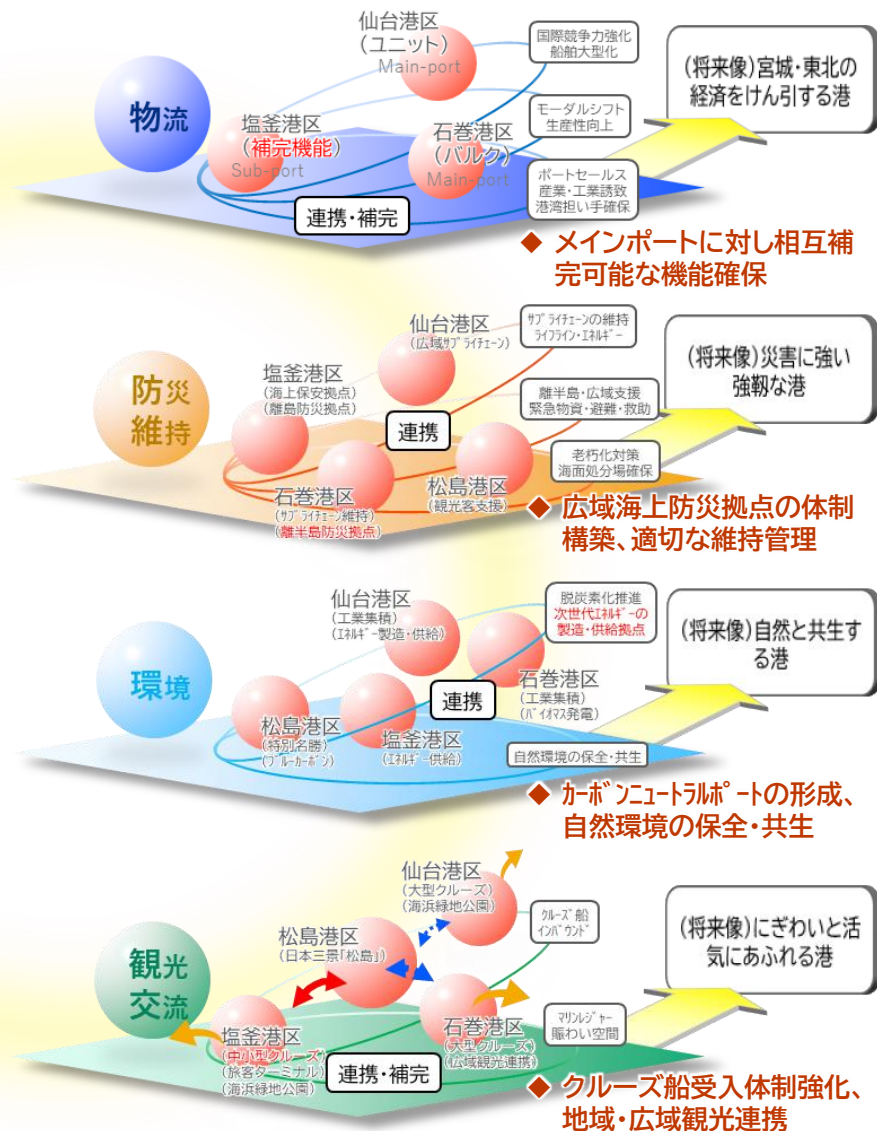 物流
仙台港区
(ユニット)
Main-port
塩釜港区
(補完機能)
Sub-port
石巻港区
(バルク)
Main-port
連携・補完
国際競争力強化
船舶大型化
モーダルシフト
生産性向上
ポートセールス
産業・工業誘致
港湾担い手確保
(将来像)宮城・東北の
経済をけん引する港
◆ メインポートに対し相互補
完可能な機能確保
防災
維持
仙台港区
(広域ｻﾌﾟﾗｲﾁｪｰﾝ)
塩釜港区
(海上保安拠点)
(離島防災拠点)
連携
石巻港区
(ｻﾌﾟﾗｲﾁｪｰﾝ維持)
(離半島防災拠点)
松島港区
(観光客支援)
ｻﾌﾟﾗｲﾁｪｰﾝの維持
ﾗｲﾌﾗｲﾝ・ｴﾈﾙｷﾞｰ
離半島・広域支援
緊急物資・避難・救助
老朽化対策
海面処分場確保
(将来像)災害に強い
強靭な港
◆ 広域海上防災拠点の体制
構築、適切な維持管理
環境
仙台港区
(工業集積)
(ｴﾈﾙｷﾞｰ製造・供給)
石巻港区
(工業集積)
(ﾊﾞｲｵﾏｽ発電)
連携
松島港区
(特別名勝)
(ﾌﾞﾙｰｶｰﾎﾞﾝ)
塩釜港区
(ｴﾈﾙｷﾞｰ供給)
脱炭素化推進
次世代ｴﾈﾙｷﾞｰの
製造・供給拠点
自然環境の保全・共生
(将来像)自然と共生す
る港
◆ ｶｰﾎﾞﾝﾆｭｰﾄﾗﾙﾎﾟｰﾄの形成、
自然環境の保全・共生
観光
交流
仙台港区
(大型クルーズ)
(海浜緑地公園)
松島港区
(日本三景「松島」)
塩釜港区
(中小型クルーズ)
(旅客ターミナル)
(海浜緑地公園)
石巻港区
(大型クルーズ)
(広域観光連携)
連携・補完
ｸﾙｰｽﾞ船
ｲﾝﾊﾞｳﾝﾄﾞ
ﾏﾘﾝﾚｼﾞｬｰ
賑わい空間
(将来像)にぎわいと活
気にあふれる港
◆ クルーズ船受入体制強化、
地域・広域観光連携